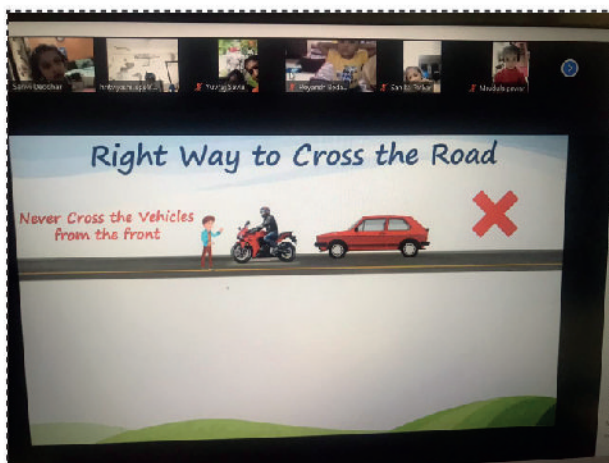 Right Way to Cross the Road
Never Cross the Vehicles
from the front